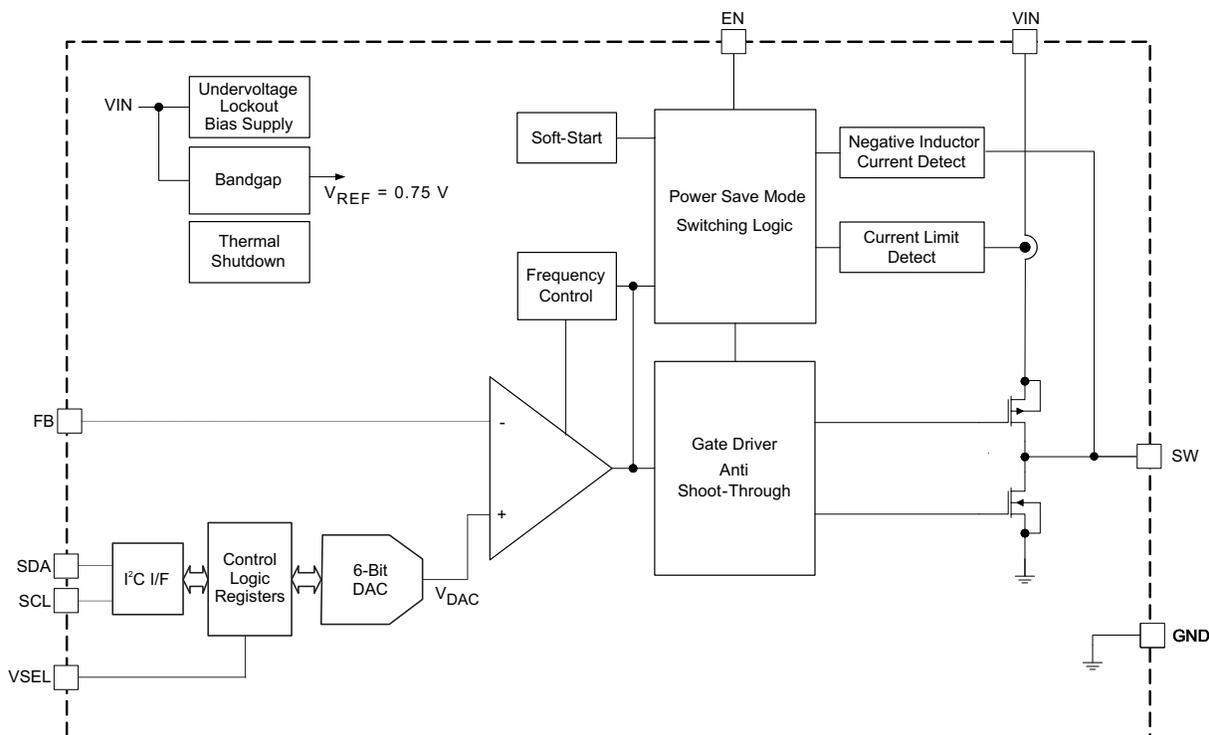 EN
VIN
VIN
Undervoltage
Lockout
Bias Supply
Bandgap
VREF = 0.75 V
Thermal
Shutdown
Soft-Start
Power Save Mode
Switching Logic
Negative Inductor
Current Detect
Current Limit
Detect
Frequency
Control
FB
-
+
Gate Driver
Anti
Shoot-Through
SW
SDA
SCL
I²C I/F
Control
Logic
Registers
6-Bit
DAC
VDAC
VSEL
GND